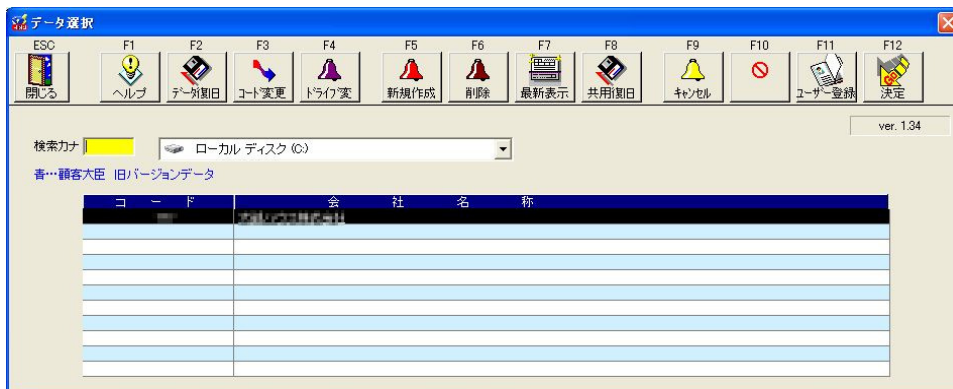 データ選択
ESC F1 F2 F3 F4 F5 F6 F7 F8 F9 F10 F11 F12
閉じる ヘルプ データ復旧 コード変更 ドライブ変 新規作成 削除 最新表示 共用復旧 キャンセル ユーザー登録 決定
ver. 1.34
検索カナ ローカル ディスク (C:)
青…顧客大臣 旧バージョンデータ
コード 会社名称